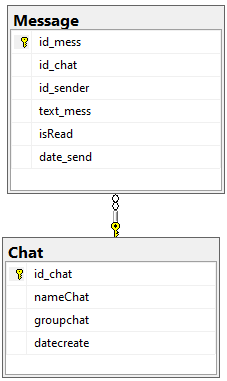 Message
id_mess
id_chat
id_sender
text_mess
isRead
date_send
Chat
id_chat
nameChat
groupchat
datecreate